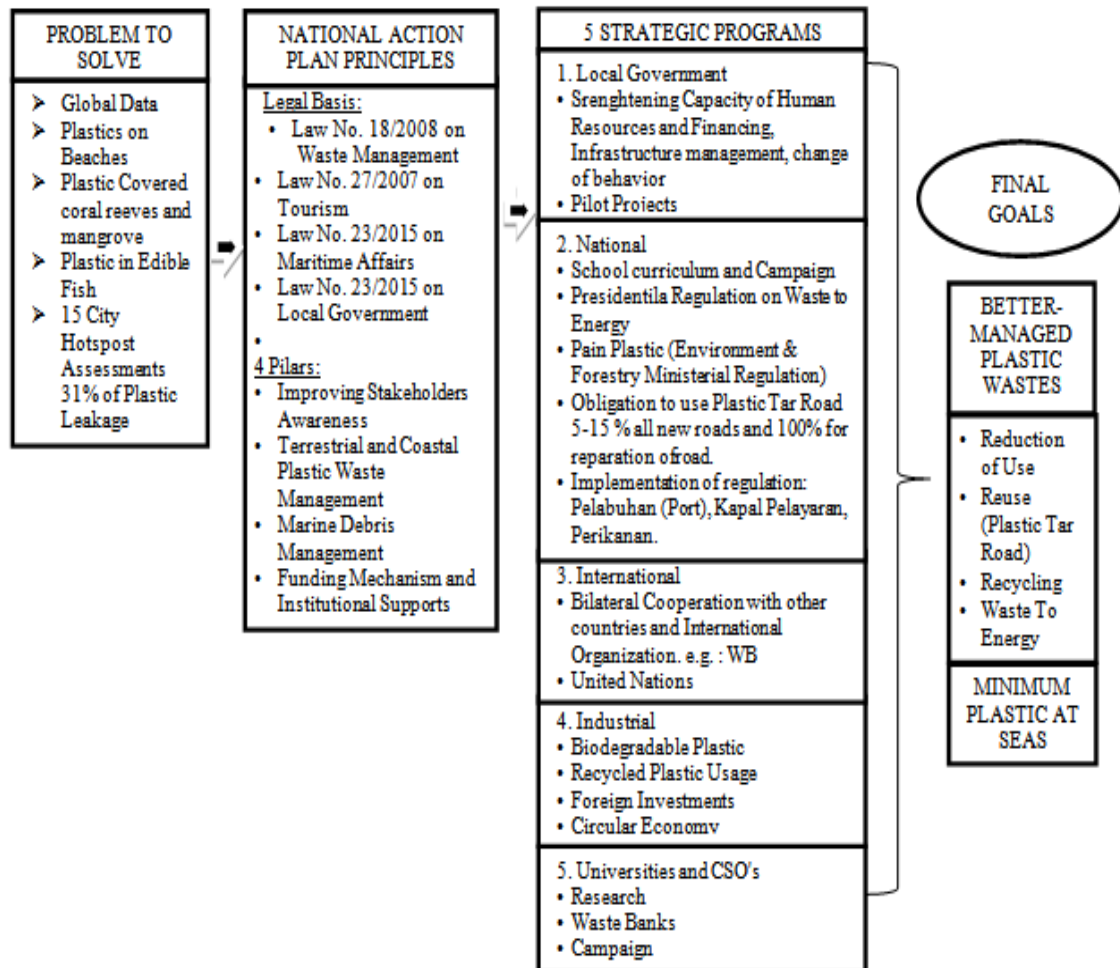 PROBLEM TO
SOLVE
➤ Global Data
➤ Plastics on
Beaches
➤ Plastic Covered
coral reeves and
mangrove
➤ Plastic in Edible
Fish
➤ 15 City
Hotspost
Assessments
31% of Plastic
Leakage
NATIONAL ACTION
PLAN PRINCIPLES
Legal Basis:
• Law No. 18/2008 on
Waste Management
• Law No. 27/2007 on
Tourism
• Law No. 23/2015 on
Maritime Affairs
• Law No. 23/2015 on
Local Government
•
4 Pilars:
• Improving Stakeholders
Awareness
• Terrestrial and Coastal
Plastic Waste
Management
• Marine Debris
Management
• Funding Mechanism and
Institutional Supports
5 STRATEGIC PROGRAMS
1. Local Government
• Srenghtening Capacity of Human
Resources and Financing,
Infrastructure management, change
of behavior
• Pilot Projects
2. National
• School curriculum and Campaign
• Presidentila Regulation on Waste to
Energy
• Pain Plastic (Environment &
Forestry Ministerial Regulation)
• Obligation to use Plastic Tar Road
5-15 % all new roads and 100% for
reparation ofroad.
• Implementation of regulation:
Pelabuhan (Port), Kapal Pelayaran,
Perikanan.
3. International
• Bilateral Cooperation with other
countries and International
Organization. e.g. : WB
• United Nations
4. Industrial
• Biodegradable Plastic
• Recycled Plastic Usage
• Foreign Investments
• Circular Economy
5. Universities and CSO's
• Research
• Waste Banks
• Campaign
FINAL
GOALS
BETTER-
MANAGED
PLASTIC
WASTES
• Reduction
of Use
• Reuse
(Plastic Tar
Road)
• Recycling
• Waste To
Energy
MINIMUM
PLASTIC AT
SEAS